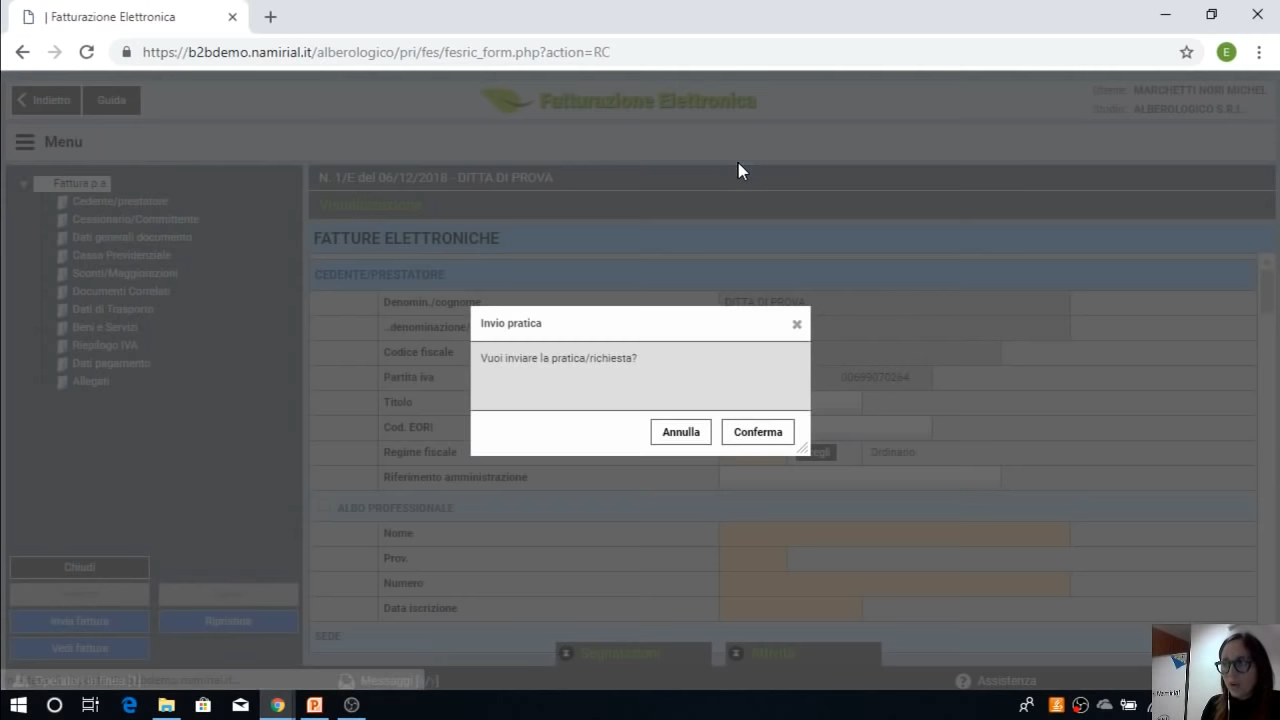 | Fatturazione Elettronica
https://b2bdemo.namirial.it/alberologico/pri/fes/fesric_form.php?action=RC
E
Indietro
Guida
Fatturazione Elettronica
Utente: MARCHETTI NORI MICHEL
Studio: ALBEROLOGICO S.R.L.
Menu
Fattura p.a.
Cedente/prestatore
Cessionario/Committente
Dati generali documento
Cassa Previdenziale
Sconti/Maggiorazioni
Documenti Correlati
Dati di Trasporto
Beni e Servizi
Riepilogo IVA
Dati pagamento
Allegati
Chiudi
Invia fattura
Ripristina
Vedi fattura
N. 1/E del 06/12/2018 - DITTA DI PROVA
Visualizzazione
FATTURE ELETTRONICHE
CEDENTE/PRESTATORE
Denomin./cognome
DITTA DI PROVA
..denominazione/
Codice fiscale
Partita iva
00699070264
Titolo
Cod. EORI
Regime fiscale
Ordinario
Riferimento amministrazione
ALBO PROFESSIONALE
Nome
Prov.
Numero
Data iscrizione
SEDE
Invio pratica
Vuoi inviare la pratica/richiesta?
Annulla
Conferma
Segnalazioni
Attività
Messaggi
Assistenza
Namirial